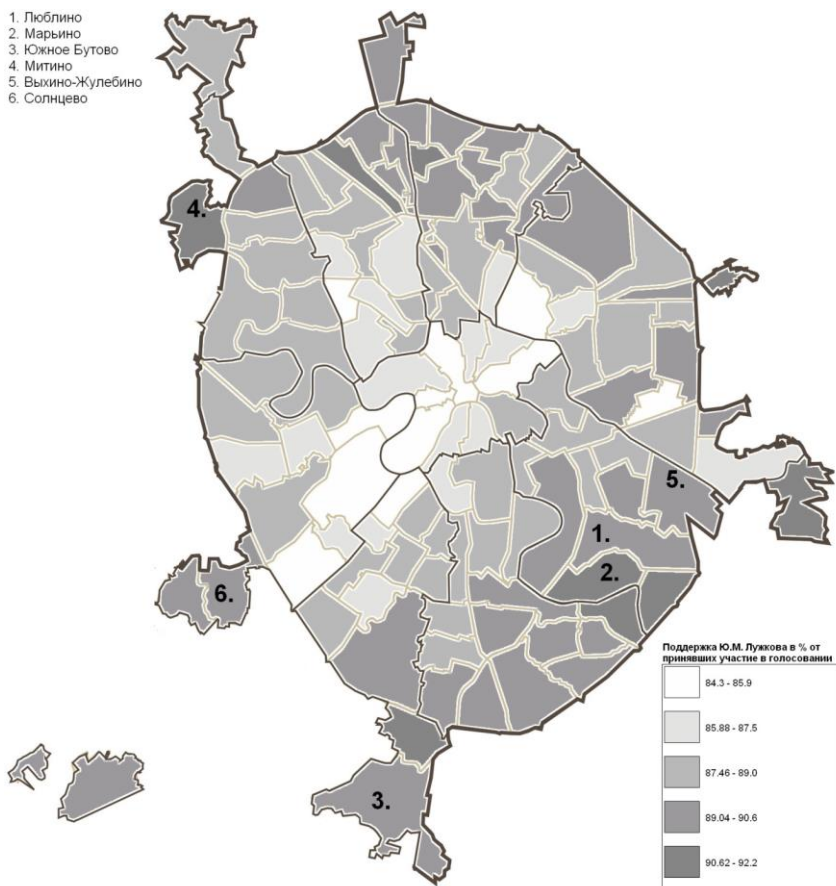 1. Люблино
2. Марьино
3. Южное Бутово
4. Митино
5. Выхино-Жулебино
6. Солнцево
4.
5.
1.
2.
6.
3.
Поддержка Ю.М. Лужкова в % от
принявших участие в голосовании
84.3 - 85.9
85.88 - 87.5
87.46 - 89.0
89.04 - 90.6
90.62 - 92.2